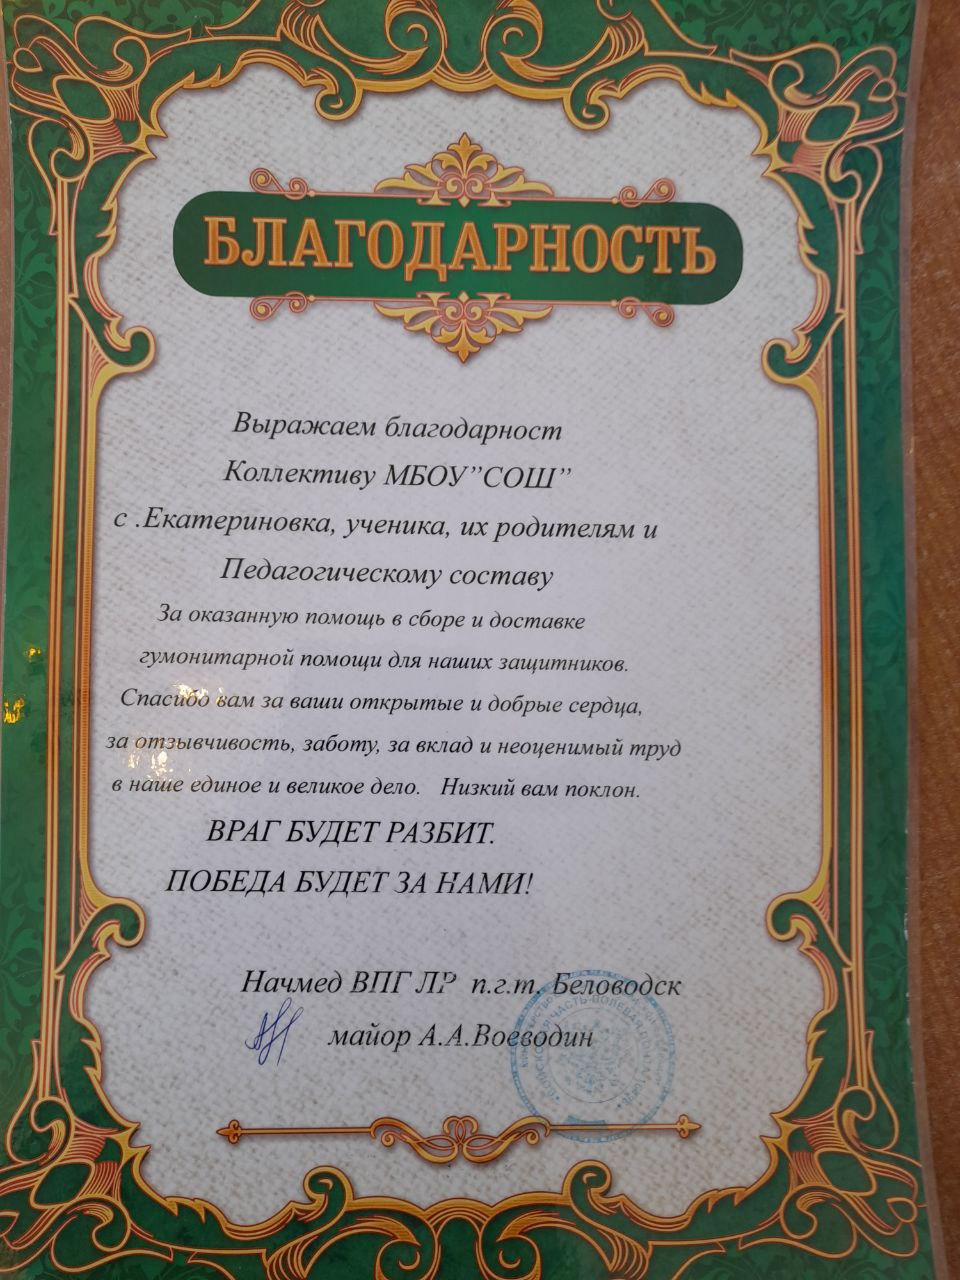 БЛАГОДАРНОСТЬ
Выражаем благодарност
Коллективу МБОУ”СОШ”
с .Екатериновка, ученика, их родителям и
Педагогическому составу
За оказанную помощь в сборе и доставке
гумонитарной помощи для наших защитников.
Спасибо вам за ваши открытые и добрые сердца,
за отзывчивость, заботу, за вклад и неоценимый труд
в наше единое и великое дело. Низкий вам поклон.
ВРАГ БУДЕТ РАЗБИТ.
ПОБЕДА БУДЕТ ЗА НАМИ!
Начмед ВПГ ЛР п.г.т. Беловодск
майор А.А.Воеводин